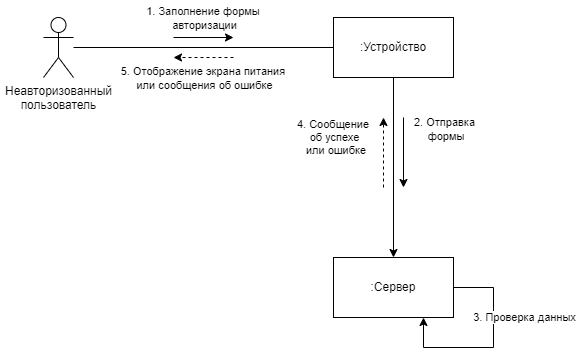 1. Заполнение формы
авторизации
:Устройство
5. Отображение экрана питания
или сообщения об ошибке
Неавторизованный
пользователь
4. Сообщение
об успехе
или ошибке
2. Отправка
формы
:Сервер
3. Проверка данных